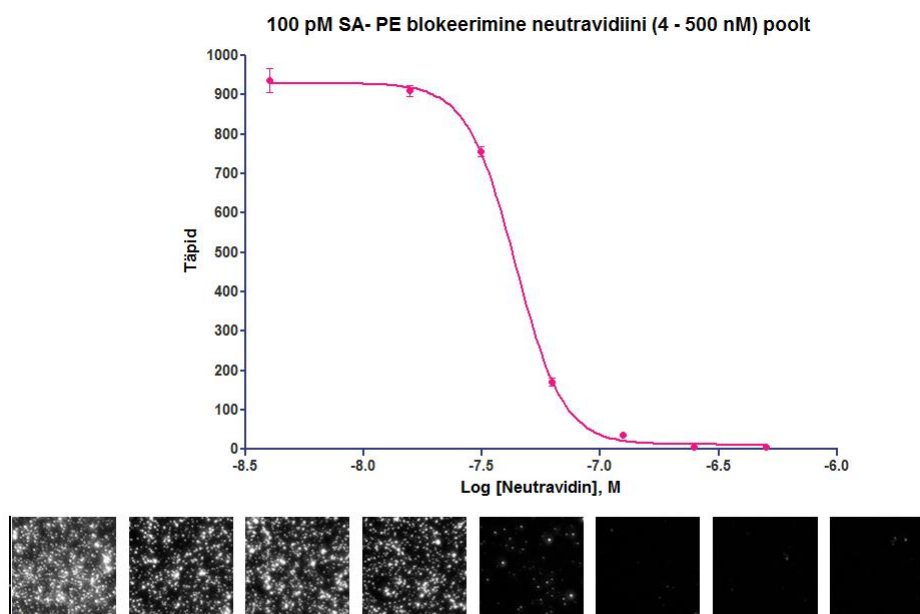 100 pM SA- PE blokeerimine neutravidiini (4 - 500 nM) poolt
1000
900
800
700
600
500
400
300
200
100
0
Täpid
-8.5 -8.0 -7.5 -7.0 -6.5 -6.0
Log [Neutravidin], M